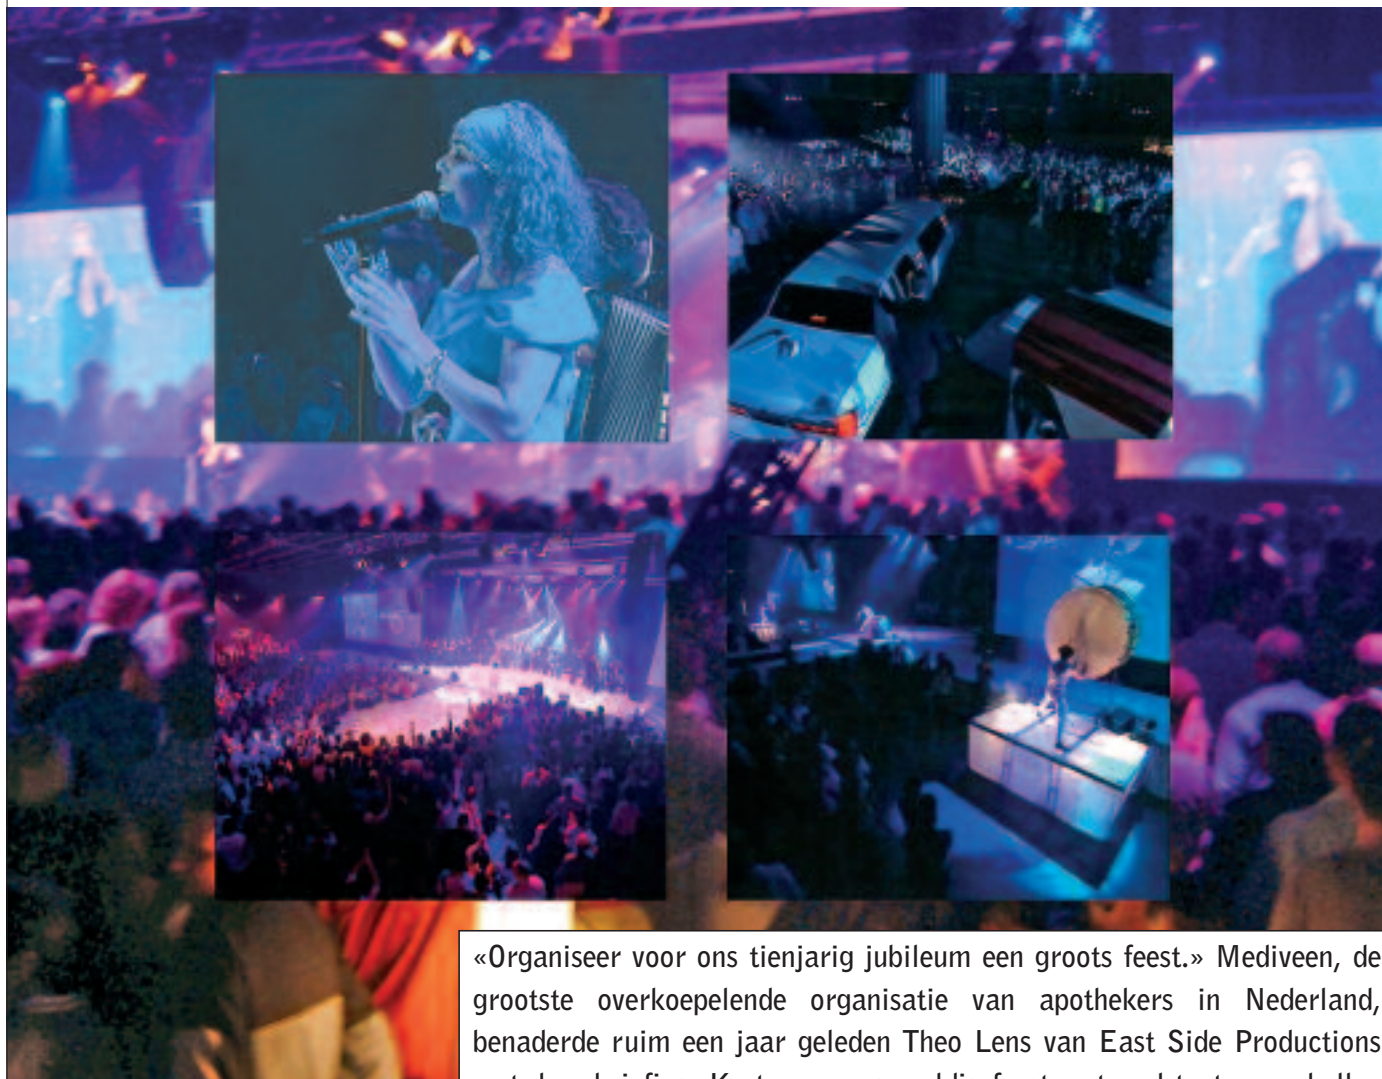 «Organiseer voor ons tienjarig jubileum een groots feest.» Mediveen, de
grootste overkoepelende organisatie van apothekers in Nederland,
benaderde ruim een jaar geleden Theo Lens van East Side Productions